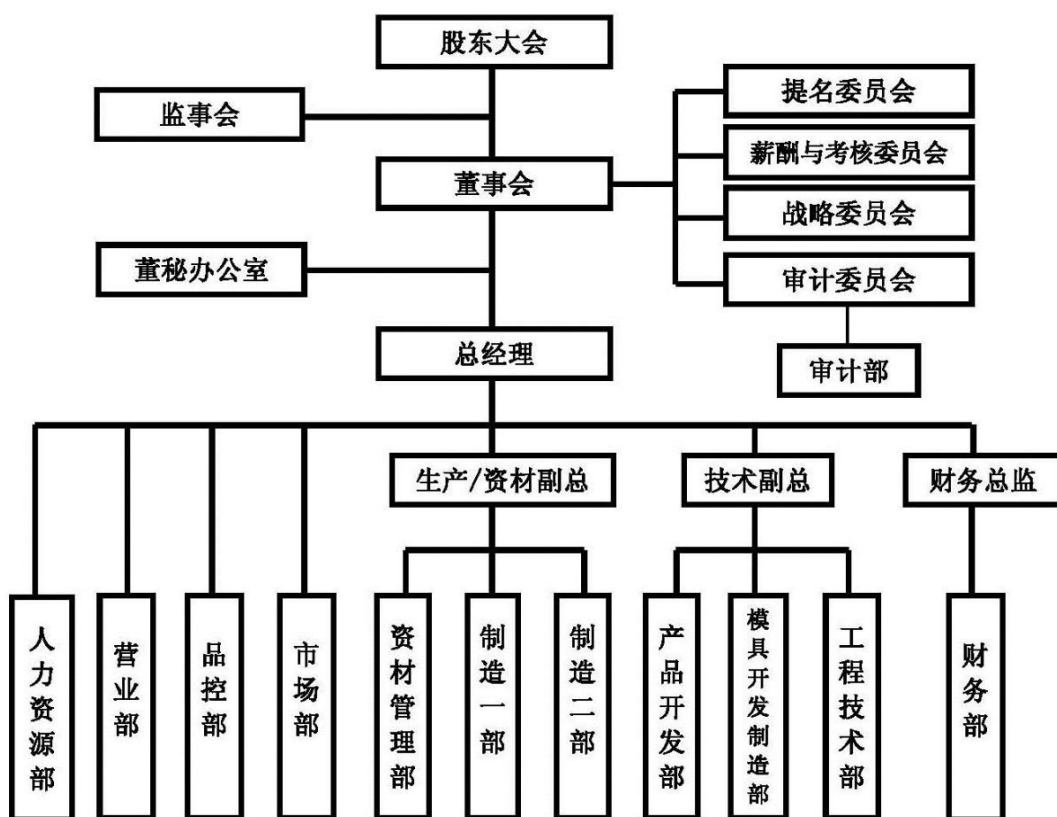 股东大会
监事会
提名委员会
薪酬与考核委员会
董事会
战略委员会
董秘办公室
审计委员会
总经理
审计部
生产/资材副总
技术副总
财务总监
人力资源部
营业部
品控部
市场部
资材管理部
制造一部
制造二部
产品开发部
模具开发制造部
工程技术部
财务部